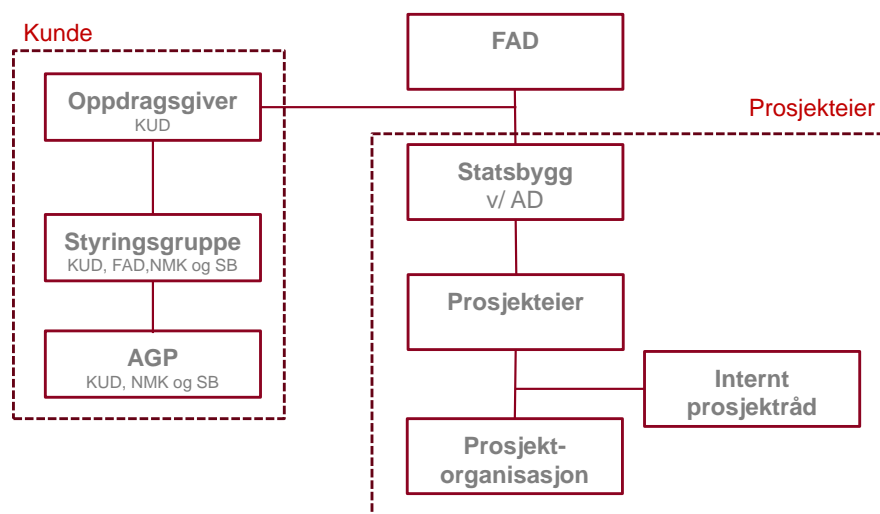 Kunde
Oppdragsgiver
KUD
Styringsgruppe
KUD, FAD,NMK og SB
AGP
KUD, NMK og SB
FAD
Prosjekteier
Statsbygg
v/ AD
Prosjekteier
Internt
prosjektråd
Prosjekt-
organisasjon